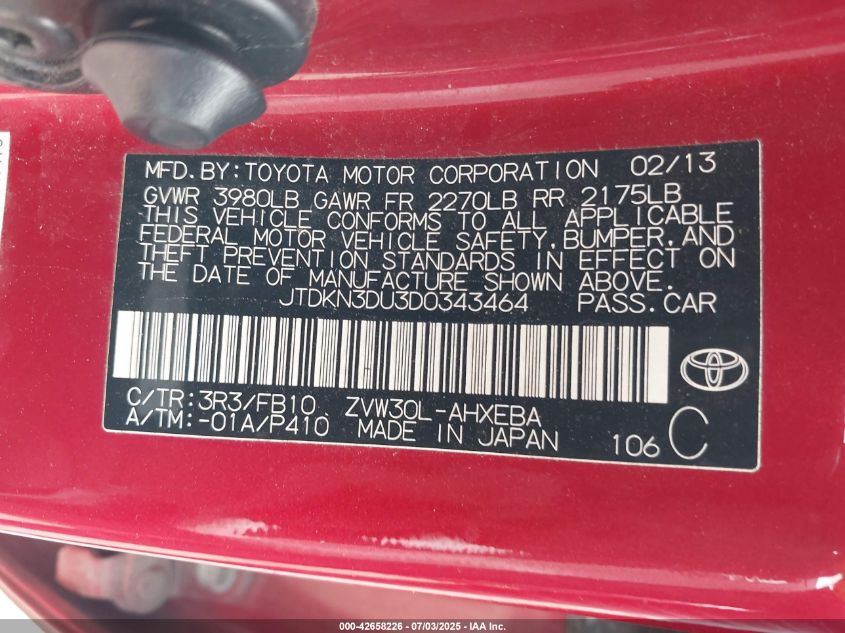 MFD.BY:TOYOTA MOTOR CORPORATION 02/13
GVWR 3980LB GAWR FR 2270LB RR 2175LB
THIS VEHICLE CONFORMS TO ALL APPLICABLE
FEDERAL MOTOR VEHICLE SAFETY,BUMPER,AND
THEFT PREVENTION STANDARDS IN EFFECT ON
THE DATE OF MANUFACTURE SHOWN ABOVE.
JTDKN3DU3D0343464 PASS.CAR
C/TR:3R3/FB10 ZVW30L-AHXEBA
A/TM:-01A/P410 MADE IN JAPAN 106 C
000-42658226 - 07/03/2025 - IAA Inc.